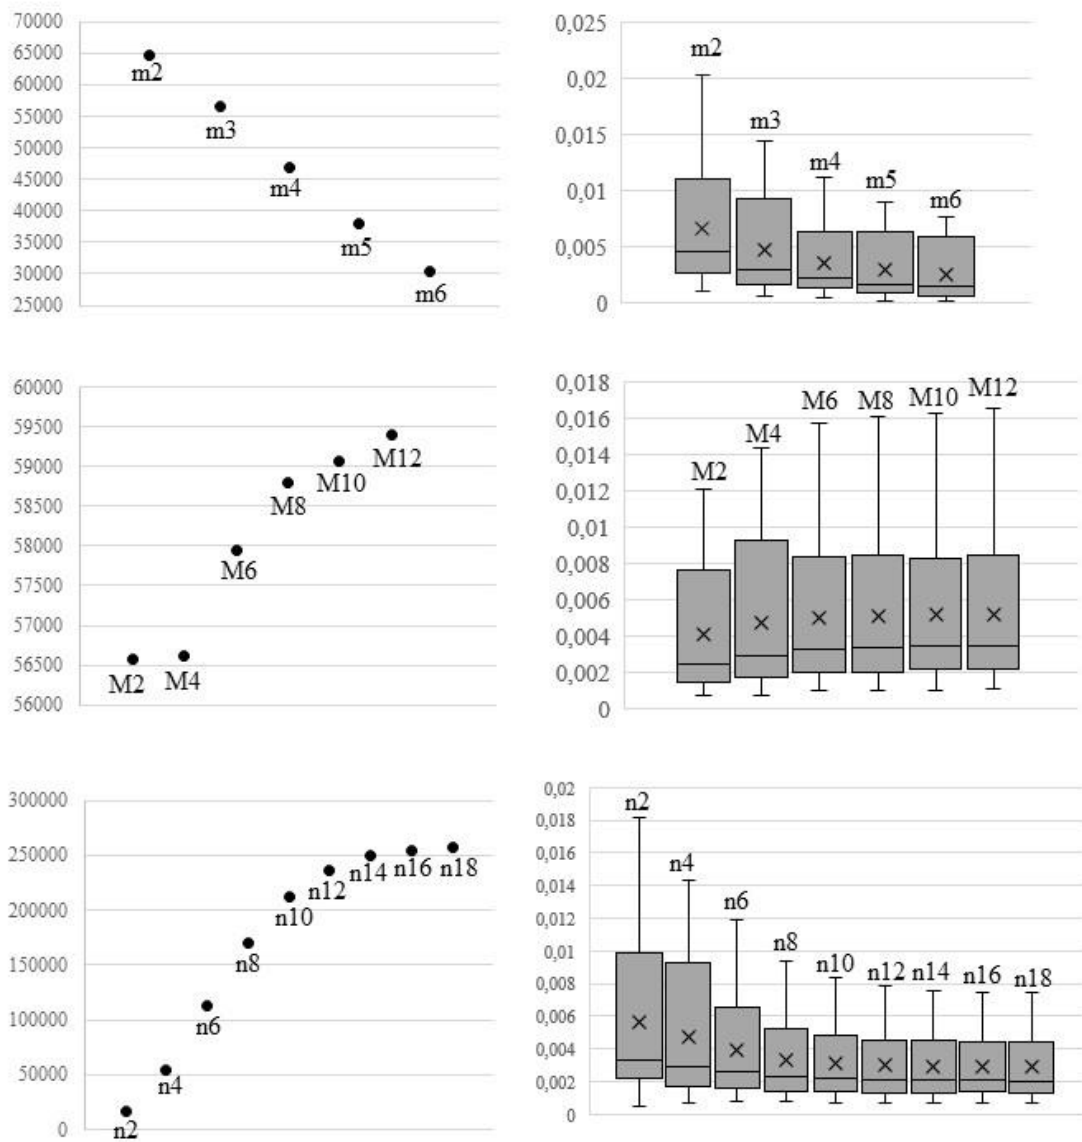 70000
65000
60000
55000
50000
45000
40000
35000
30000
25000
m2
m3
m4
m5
m6
0,025
0,02
0,015
0,01
0,005
0
m2
m3
m4
m5
m6
60000
59500
59000
58500
58000
57500
57000
56500
56000
M2
M4
M6
M8
M10
M12
0,018
0,016
0,014
0,012
0,01
0,008
0,006
0,004
0,002
0
M2
M4
M6
M8
M10
M12
300000
250000
200000
150000
100000
50000
0
n2
n4
n6
n8
n10
n12
n14
n16
n18
0,02
0,018
0,016
0,014
0,012
0,01
0,008
0,006
0,004
0,002
0
n2
n4
n6
n8
n10
n12
n14
n16
n18